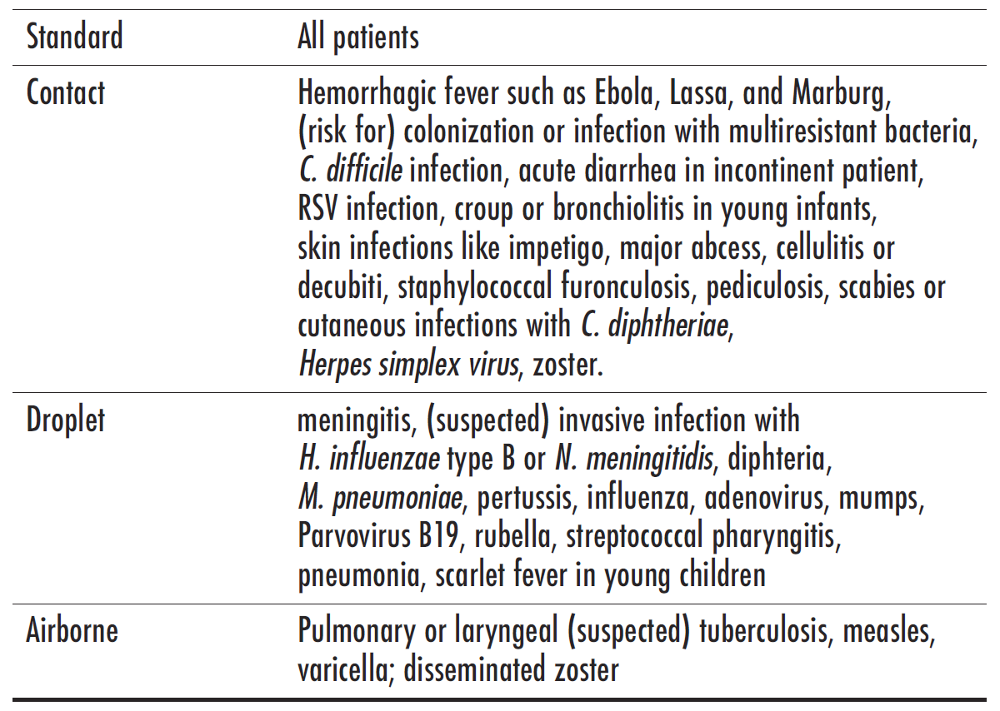 Standard All patients
Contact Hemorrhagic fever such as Ebola, Lassa, and Marburg,
(risk for) colonization or infection with multiresistant bacteria,
C. difficile infection, acute diarrhea in incontinent patient,
RSV infection, croup or bronchiolitis in young infants,
skin infections like impetigo, major abcess, cellulitis or
decubiti, staphylococcal furonculosis, pediculosis, scabies or
cutaneous infections with C. diphtheriae,
Herpes simplex virus, zoster.
Droplet meningitis, (suspected) invasive infection with
H. influenzae type B or N. meningitidis, diphteria,
M. pneumoniae, pertussis, influenza, adenovirus, mumps,
Parvovirus B19, rubella, streptococcal pharyngitis,
pneumonia, scarlet fever in young children
Airborne Pulmonary or laryngeal (suspected) tuberculosis, measles,
varicella; disseminated zoster